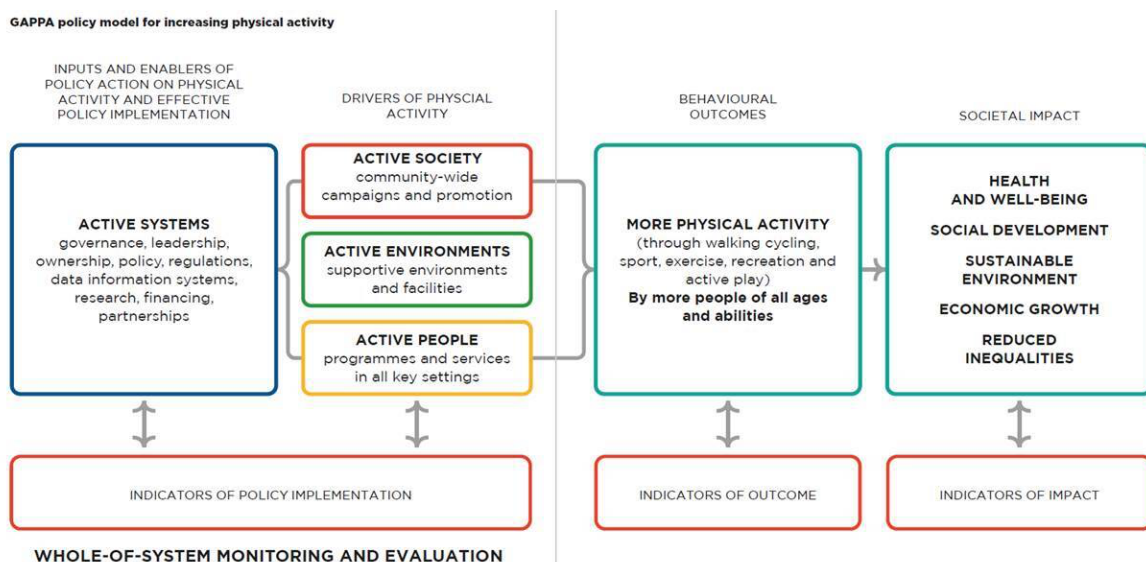 GAPPA policy model for increasing physical activity
INPUTS AND ENABLERS OF
POLICY ACTION ON PHYSICAL
ACTIVITY AND EFFECTIVE
POLICY IMPLEMENTATION
DRIVERS OF PHYSCIAL
ACTIVITY
BEHAVIOURAL
OUTCOMES
SOCIETAL IMPACT
ACTIVE SYSTEMS
governance, leadership,
ownership, policy, regulations,
data information systems,
research, financing,
partnerships
ACTIVE SOCIETY
community-wide
campaigns and promotion
ACTIVE ENVIRONMENTS
supportive environments
and facilities
ACTIVE PEOPLE
programmes and services
in all key settings
MORE PHYSICAL ACTIVITY
(through walking cycling,
sport, exercise, recreation and
active play)
By more people of all ages
and abilities
HEALTH
AND WELL-BEING
SOCIAL DEVELOPMENT
SUSTAINABLE
ENVIRONMENT
ECONOMIC GROWTH
REDUCED
INEQUALITIES
INDICATORS OF POLICY IMPLEMENTATION
INDICATORS OF OUTCOME
INDICATORS OF IMPACT
WHOLE-OF-SYSTEM MONITORING AND EVALUATION